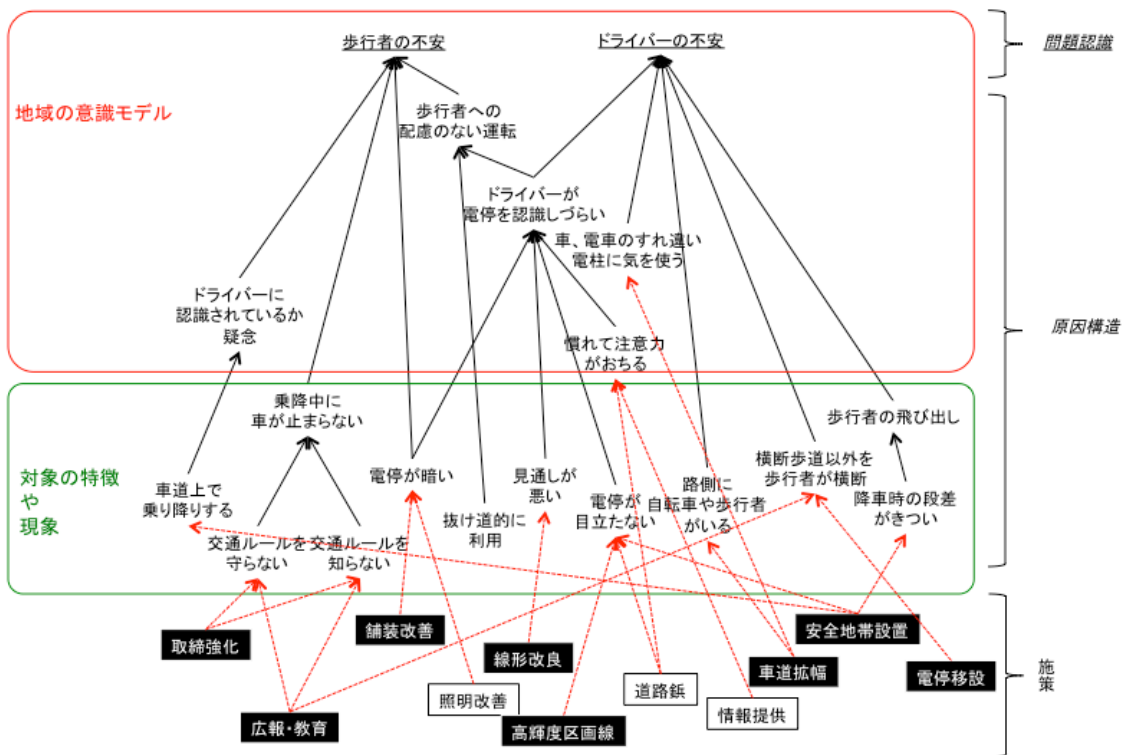 歩行者の不安
ドライバーの不安
問題認識
地域の意識モデル
歩行者への
配慮のない運転
ドライバーが
電停を認識しづらい
車、電車のすれ違い
電柱に気を使う
ドライバーに
認識されているか
疑念
原因構造
慣れて注意力
がおちる
乗降中に
車が止まらない
歩行者の飛び出し
対象の特徴
や
現象
車道上で
乗り降りする
電停が暗い
見通しが
悪い
横断歩道以外を
歩行者が横断
路側に
自転車や歩行者
がいる
電停が
目立たない
降車時の段差
がきつい
抜け道的に
利用
交通ルールを
守らない
交通ルールを
知らない
取締強化
舗装改善
線形改良
安全地帯設置
車道拡幅
電停移設
施策
照明改善
道路鋲
情報提供
広報・教育
高輝度区画線